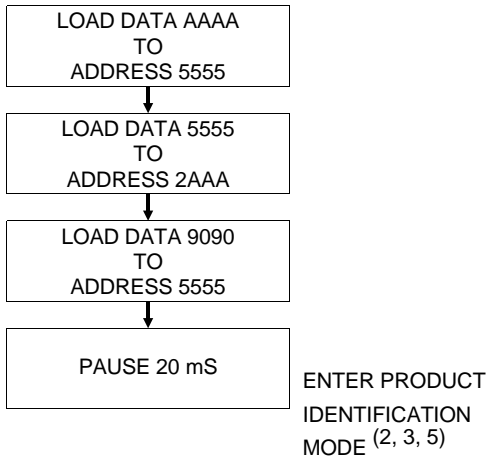 LOAD DATA AAAA
TO
ADDRESS 5555
LOAD DATA 5555
TO
ADDRESS 2AAA
LOAD DATA 9090
TO
ADDRESS 5555
PAUSE 20 mS
ENTER PRODUCT
IDENTIFICATION
MODE (2, 3, 5)